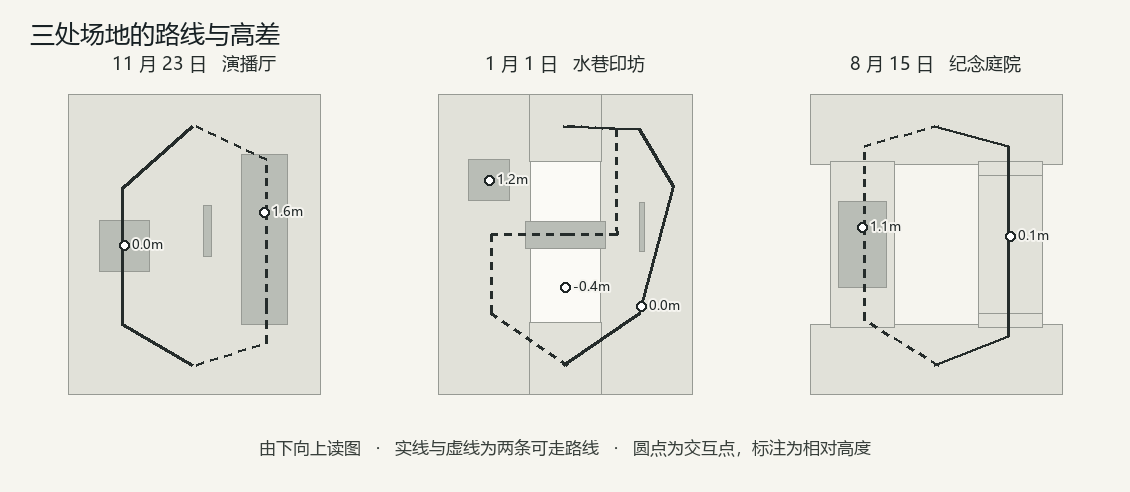 三处场地的路线与高差
11 月 23 日 演播厅
1 月 1 日 水巷印坊
8 月 15 日 纪念庭院
0.0m
1.6m
1.2m
-0.4m
0.0m
1.1m
0.1m
由下向上读图 · 实线与虚线为两条可走路线 · 圆点为交互点，标注为相对高度